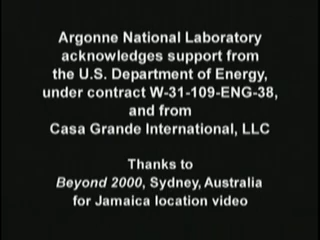 Argonne National Laboratory
acknowledges support from
the U.S. Department of Energy,
under contract W-31-109-ENG-38,
and from
Casa Grande International, LLC
Thanks to
Beyond 2000, Sydney, Australia
for Jamaica location video